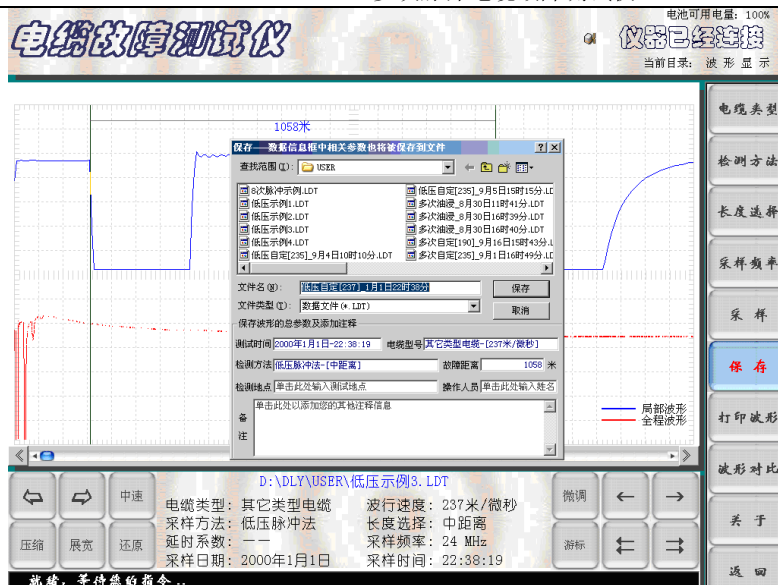 电池可用电量: 100%
电缆故障测试仪
仪器已经连接
当前目录: 波形显示
1058米
保存——数据信息框中相关参数也将被保存到文件
查找范围(I): USER
8次脉冲示例.LDT
低压示例1.LDT
低压示例2.LDT
低压示例3.LDT
低压示例4.LDT
低压自定[235]_9月4日10时10分.LDT
低压自定[235]_9月5日15时15分.LD
多次油浸_8月30日11时41分.LDT
多次油浸_8月30日16时39分.LDT
多次油浸_8月30日16时40分.LDT
多次自定[190]_9月16日15时43分.L
多次自定[235]_9月1日16时49分.LD
文件名(N): 低压自定[237]_1月1日22时38分 保存
文件类型(T): 数据文件(*.LDT) 取消
保存波形的总参数及添加注释
测试时间 2000年1月1日-22:38:19 电缆型号 其它类型电缆-[237米/微秒]
检测方法 低压脉冲法-[中距离] 故障距离 1058 米
检测地点 单击此处输入测试地点 操作人员 单击此处输入姓名
备注 单击此处以添加您的其他注释信息
局部波形
全程波形
电缆类型
检测方法
长度选择
采样频率
采样
保存
打印波形
波形对比
关于
返回
D:\DLY\USER\低压示例3.LDT
电缆类型: 其它类型电缆 波行速度: 237米/微秒
采样方法: 低压脉冲法 长度选择: 中距离
延时系数: —— 采样频率: 24 MHz
采样日期: 2000年1月1日 采样时间: 22:38:19
中速
压缩 展宽 还原
微调
游标
就绪，等待您的指令..